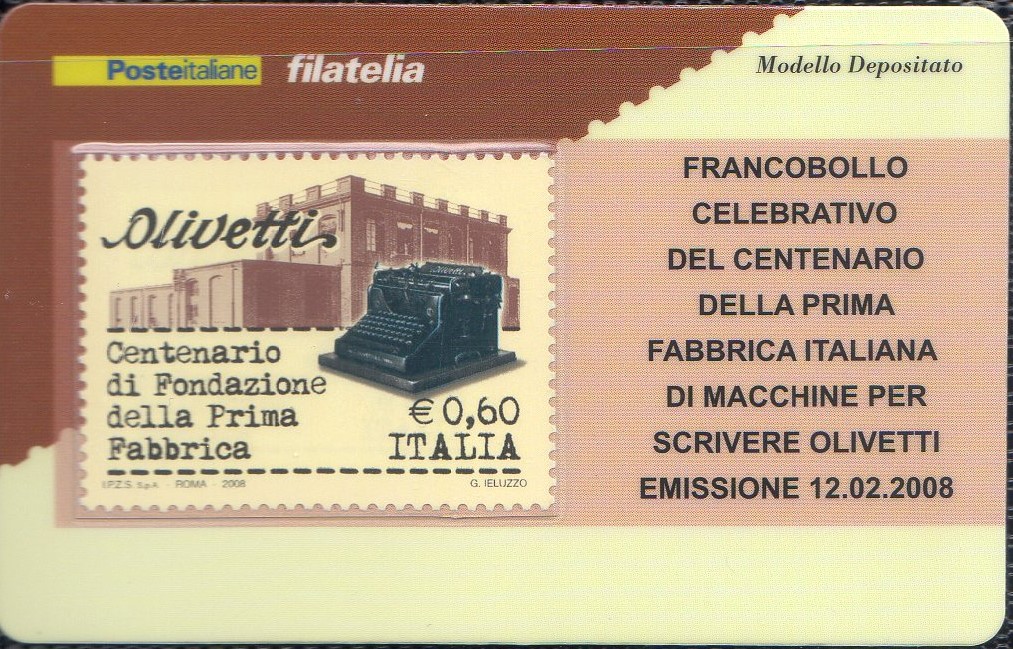 Posteitaliane filatelia
Modello Depositato
Olivetti
Olivetti
Centenario
di Fondazione
della Prima
Fabbrica
€ 0,60
ITALIA
I.P.Z.S. S.p.A. - ROMA - 2008
G. IELUZZO
FRANCOBOLLO
CELEBRATIVO
DEL CENTENARIO
DELLA PRIMA
FABBRICA ITALIANA
DI MACCHINE PER
SCRIVERE OLIVETTI
EMISSIONE 12.02.2008